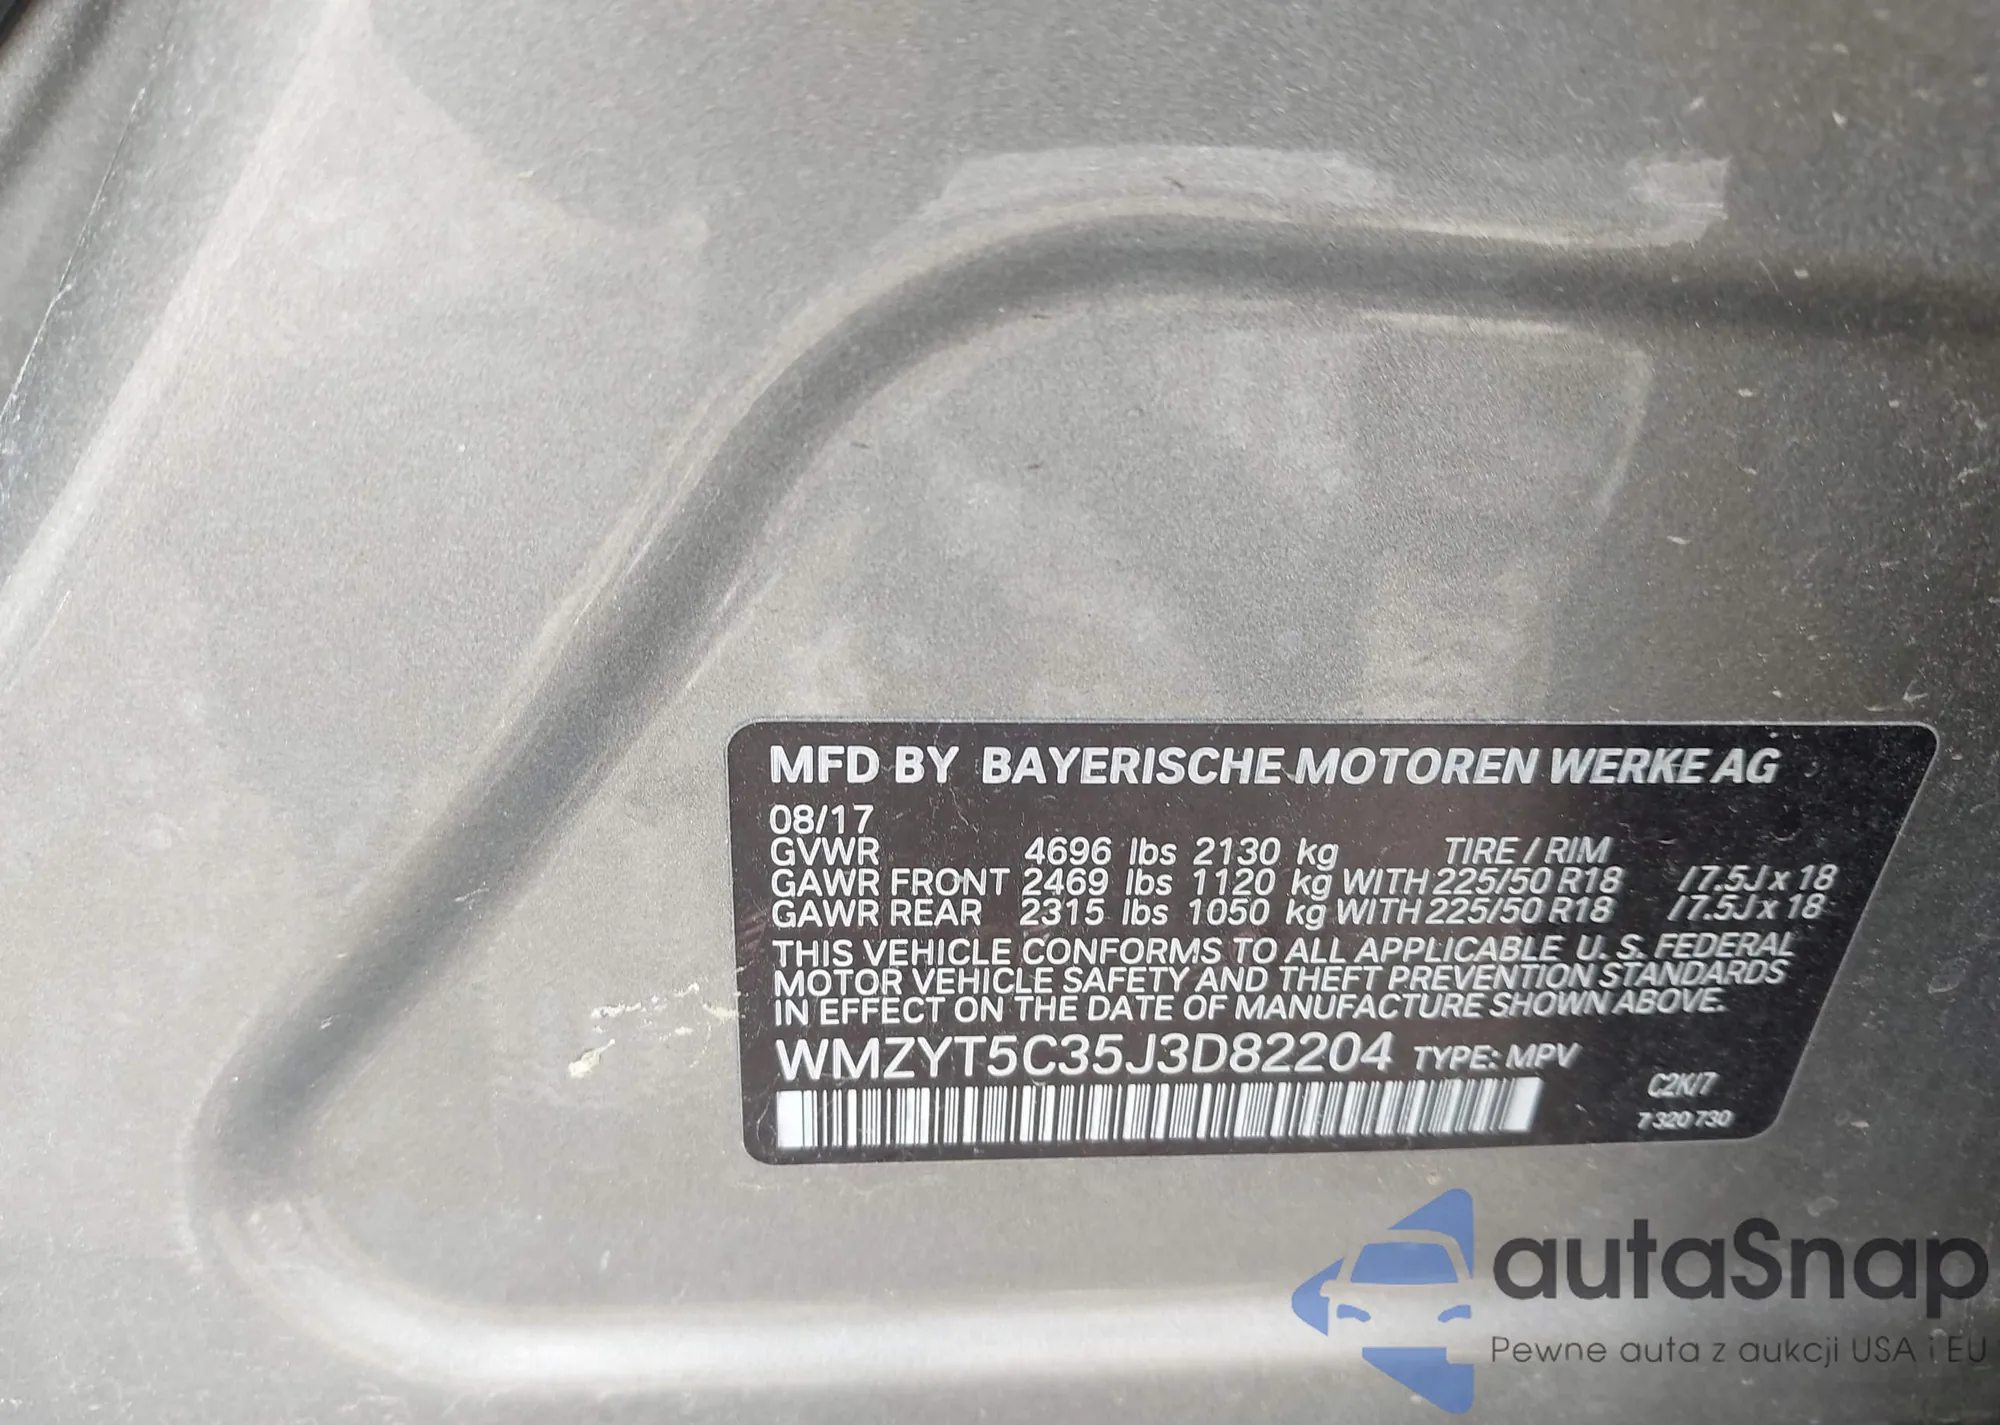 MFD BY BAYERISCHE MOTOREN WERKE AG
08/17
GVWR 4696 lbs 2130 kg TIRE / RIM
GAWR FRONT 2469 lbs 1120 kg WITH 225/50 R18 /7.5J x 18
GAWR REAR 2315 lbs 1050 kg WITH 225/50 R18 /7.5J x 18
THIS VEHICLE CONFORMS TO ALL APPLICABLE U. S. FEDERAL
MOTOR VEHICLE SAFETY AND THEFT PREVENTION STANDARDS
IN EFFECT ON THE DATE OF MANUFACTURE SHOWN ABOVE.
WMZYT5C35J3D82204 TYPE: MPV
C2K/7
7 320 730
autaSnap
Pewne auta z aukcji USA i EU